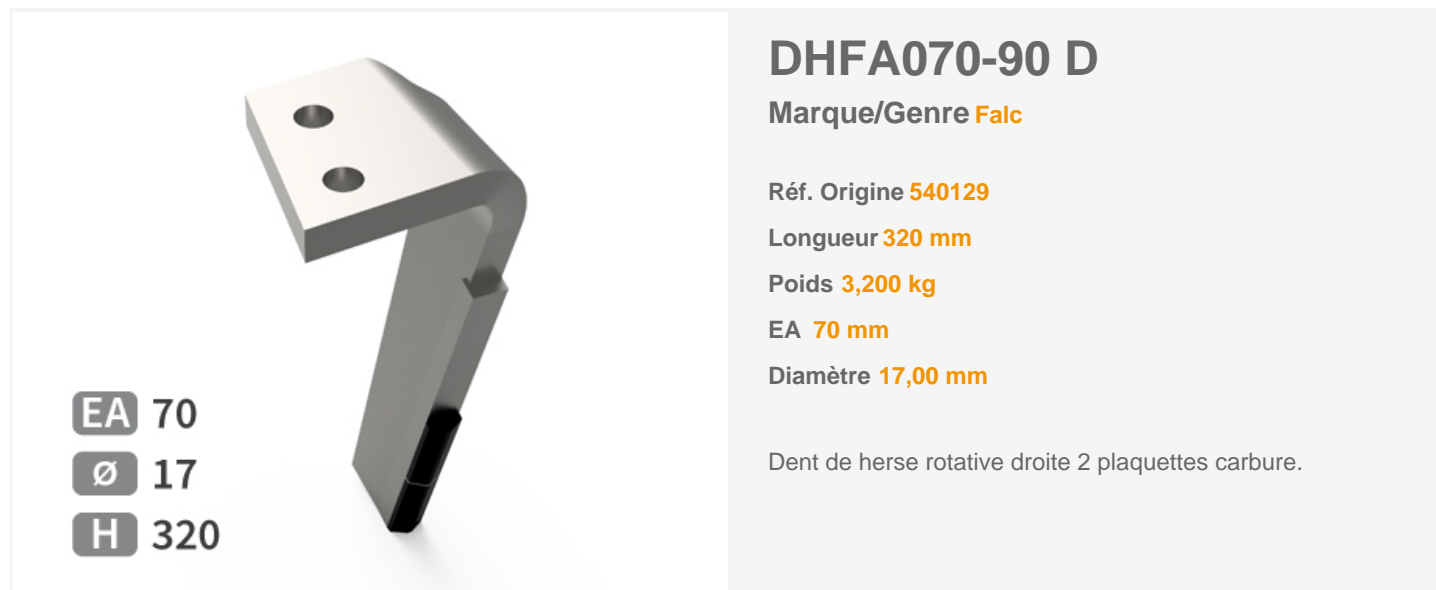 DHFA070-90 D
Marque/Genre Falc
Réf. Origine 540129
Longueur 320 mm
Poids 3,200 kg
EA 70 mm
Diamètre 17,00 mm
Dent de herse rotative droite 2 plaquettes carbure.
EA 70
Ø 17
H 320